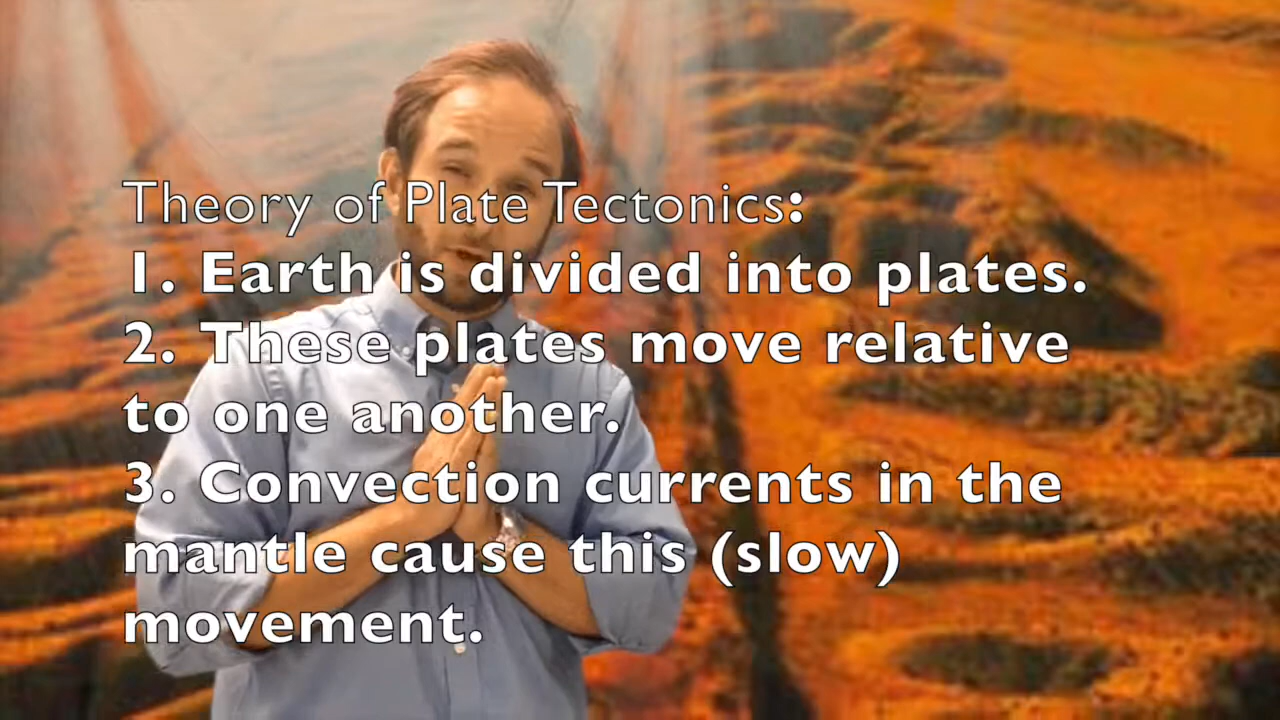 Theory of Plate Tectonics:
1. Earth is divided into plates.
2. These plates move relative
to one another.
3. Convection currents in the
mantle cause this (slow)
movement.